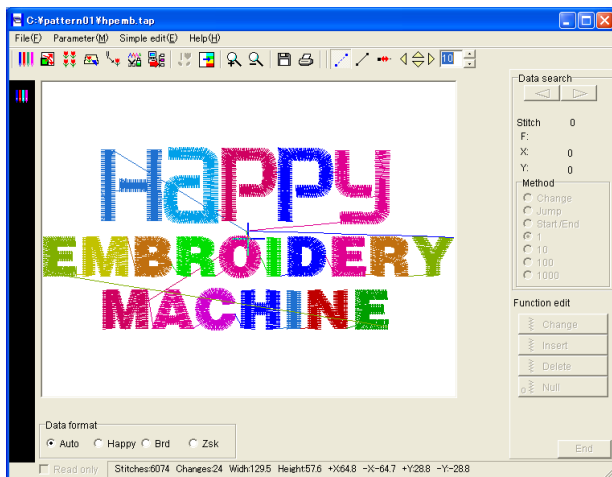 C:¥pattern01¥hpemb.tap
File(F) Parameter(M) Simple edit(E) Help(H)
10
Data search
Stitch 0
F:
X: 0
Y: 0
Method
Change
Jump
Start/End
1
10
100
1000
Function edit
Change
Insert
Delete
Null
End
Happy
EMBROIDERY
MACHINE
Data format
Auto Happy Brd Zsk
Read only Stitches:6074 Changes:24 Widh:129.5 Height:57.6 +X:64.8 -X:-64.7 +Y:28.8 -Y:-28.8